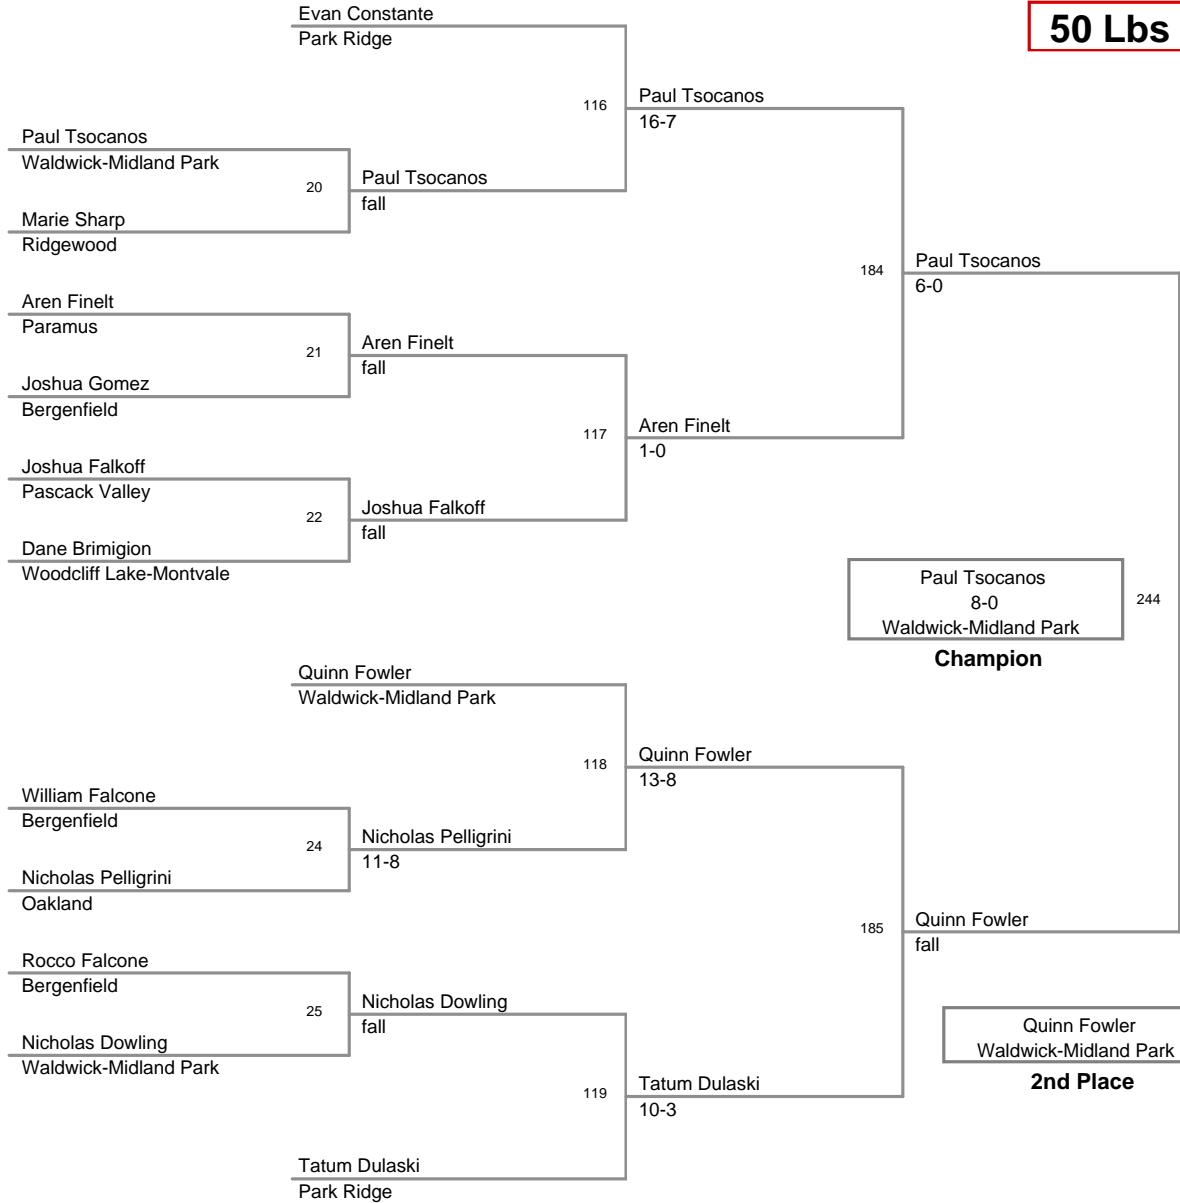 Evan Constante
Park Ridge
50 Lbs
116
Paul Tsocanos
16-7
Paul Tsocanos
Waldwick-Midland Park
20
Paul Tsocanos
fall
Marie Sharp
Ridgewood
184
Paul Tsocanos
6-0
Aren Finelt
Paramus
21
Aren Finelt
fall
Joshua Gomez
Bergenfield
117
Aren Finelt
1-0
Joshua Falkoff
Pascack Valley
22
Joshua Falkoff
fall
Dane Brimigion
Woodcliff Lake-Montvale
Paul Tsocanos
8-0
Waldwick-Midland Park
244
Champion
Quinn Fowler
Waldwick-Midland Park
118
Quinn Fowler
13-8
William Falcone
Bergenfield
24
Nicholas Pelligrini
11-8
Nicholas Pelligrini
Oakland
185
Quinn Fowler
fall
Rocco Falcone
Bergenfield
25
Nicholas Dowling
fall
Nicholas Dowling
Waldwick-Midland Park
Quinn Fowler
Waldwick-Midland Park
2nd Place
119
Tatum Dulaski
10-3
Tatum Dulaski
Park Ridge